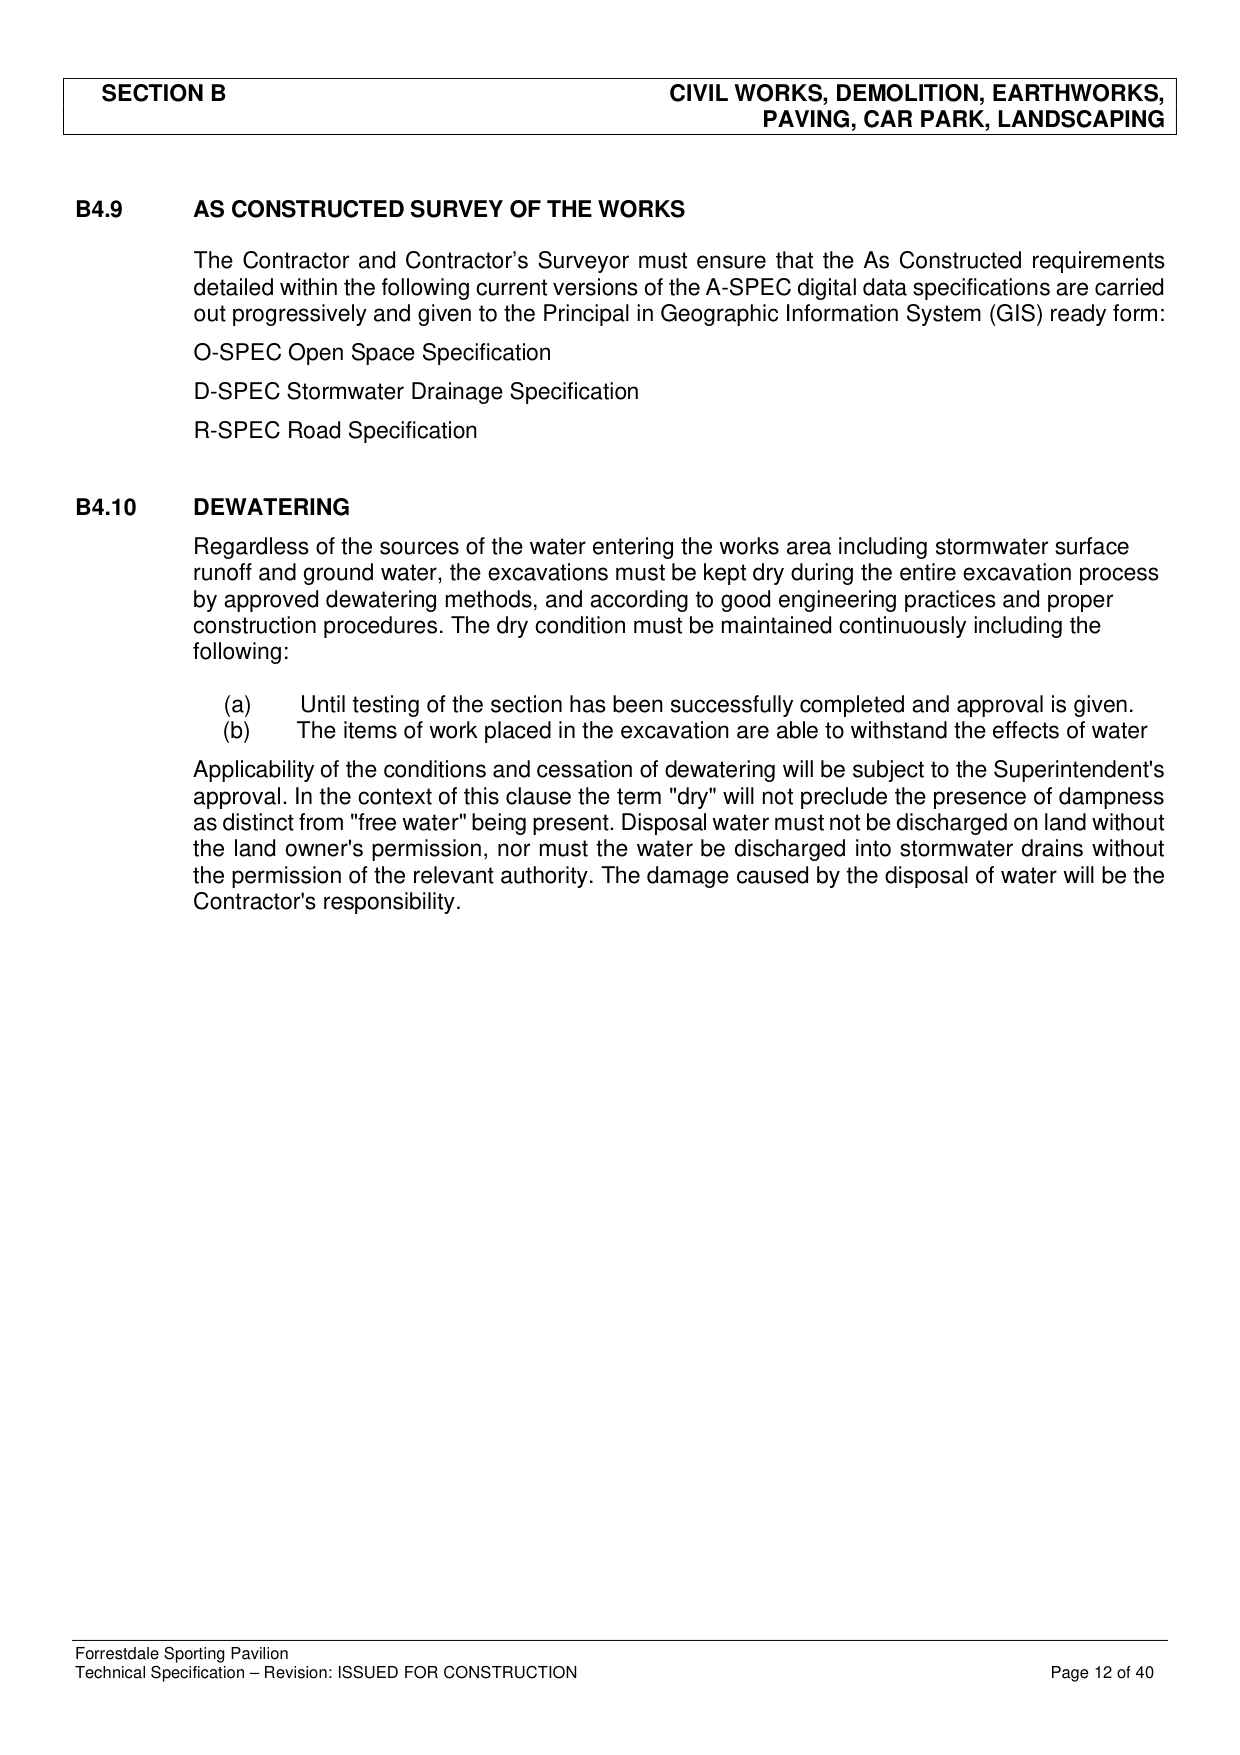 SECTION B
CIVIL WORKS, DEMOLITION, EARTHWORKS,
PAVING, CAR PARK, LANDSCAPING
B4.9 AS CONSTRUCTED SURVEY OF THE WORKS
The Contractor and Contractor’s Surveyor must ensure that the As Constructed requirements
detailed within the following current versions of the A-SPEC digital data specifications are carried
out progressively and given to the Principal in Geographic Information System (GIS) ready form:
O-SPEC Open Space Specification
D-SPEC Stormwater Drainage Specification
R-SPEC Road Specification
B4.10 DEWATERING
Regardless of the sources of the water entering the works area including stormwater surface
runoff and ground water, the excavations must be kept dry during the entire excavation process
by approved dewatering methods, and according to good engineering practices and proper
construction procedures. The dry condition must be maintained continuously including the
following:
(a) Until testing of the section has been successfully completed and approval is given.
(b) The items of work placed in the excavation are able to withstand the effects of water
Applicability of the conditions and cessation of dewatering will be subject to the Superintendent's
approval. In the context of this clause the term "dry" will not preclude the presence of dampness
as distinct from "free water" being present. Disposal water must not be discharged on land without
the land owner's permission, nor must the water be discharged into stormwater drains without
the permission of the relevant authority. The damage caused by the disposal of water will be the
Contractor's responsibility.
Forrestdale Sporting Pavilion
Technical Specification – Revision: ISSUED FOR CONSTRUCTION Page 12 of 40